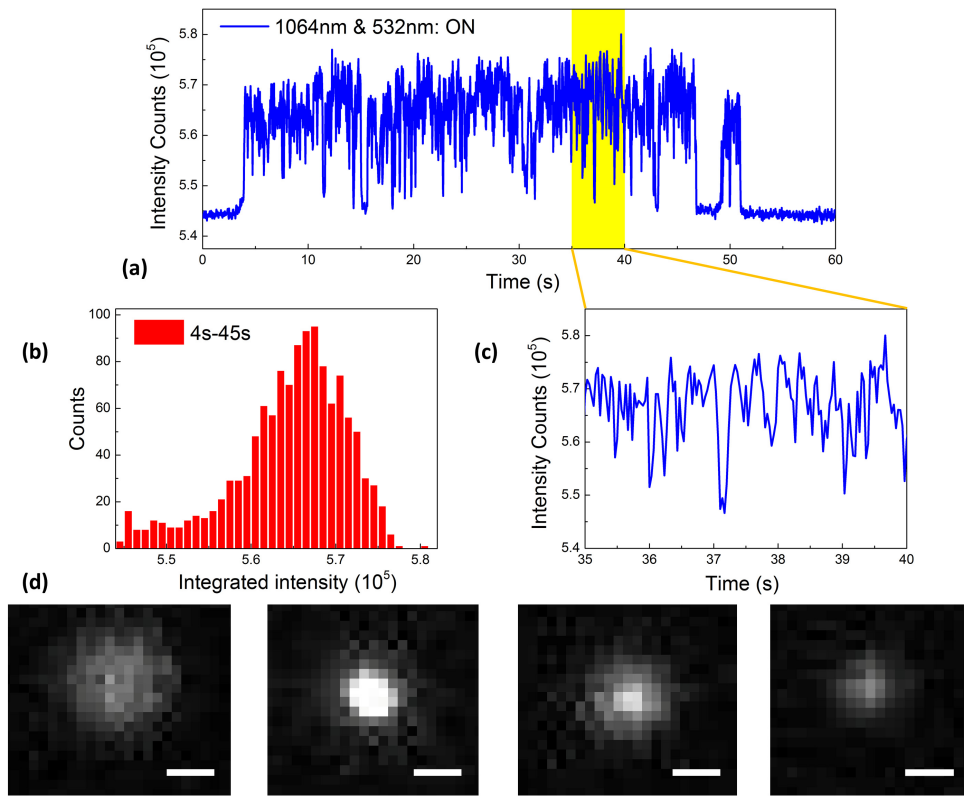 1064nm & 532nm: ON
Intensity Counts (10⁵)
5.8
5.7
5.6
5.5
5.4
0 10 20 30 40 50 60
Time (s)
(a)
(b)
4s-45s
Counts
100
80
60
40
20
0
5.5 5.6 5.7 5.8
Integrated intensity (10⁵)
(c)
Intensity Counts (10⁵)
5.8
5.7
5.6
5.5
5.4
35 36 37 38 39 40
Time (s)
(d)